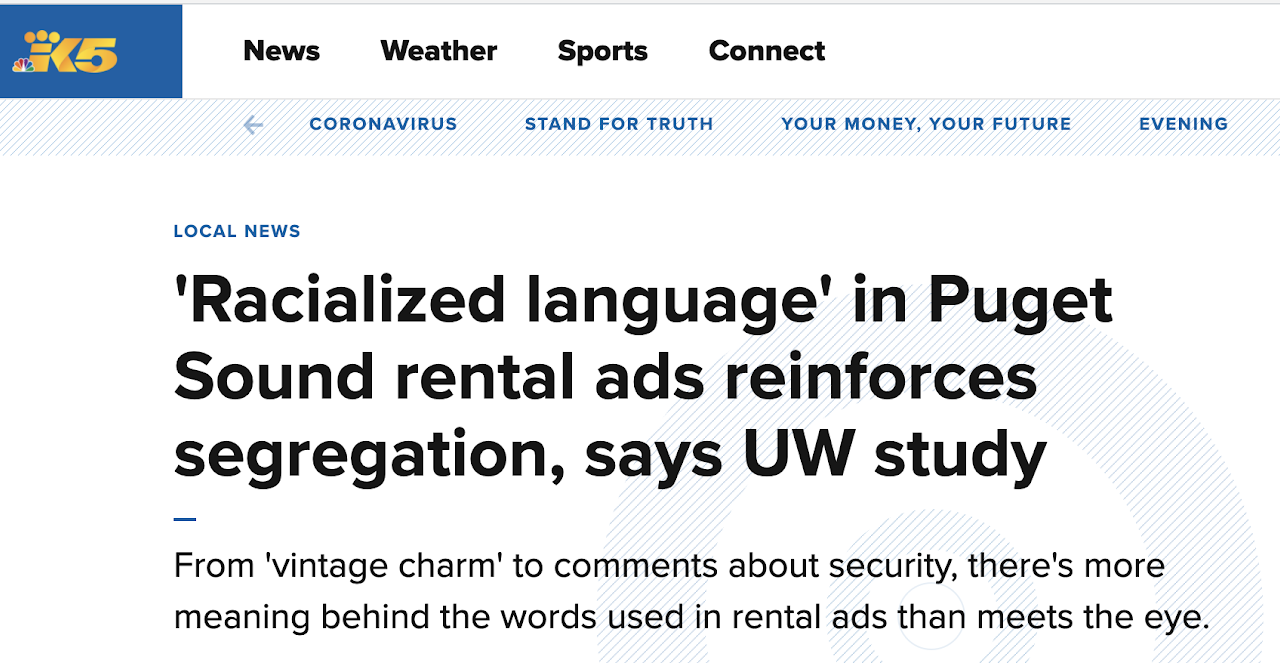 K5
News Weather Sports Connect
CORONAVIRUS STAND FOR TRUTH YOUR MONEY, YOUR FUTURE EVENING
LOCAL NEWS
'Racialized language' in Puget
Sound rental ads reinforces
segregation, says UW study
From 'vintage charm' to comments about security, there's more
meaning behind the words used in rental ads than meets the eye.